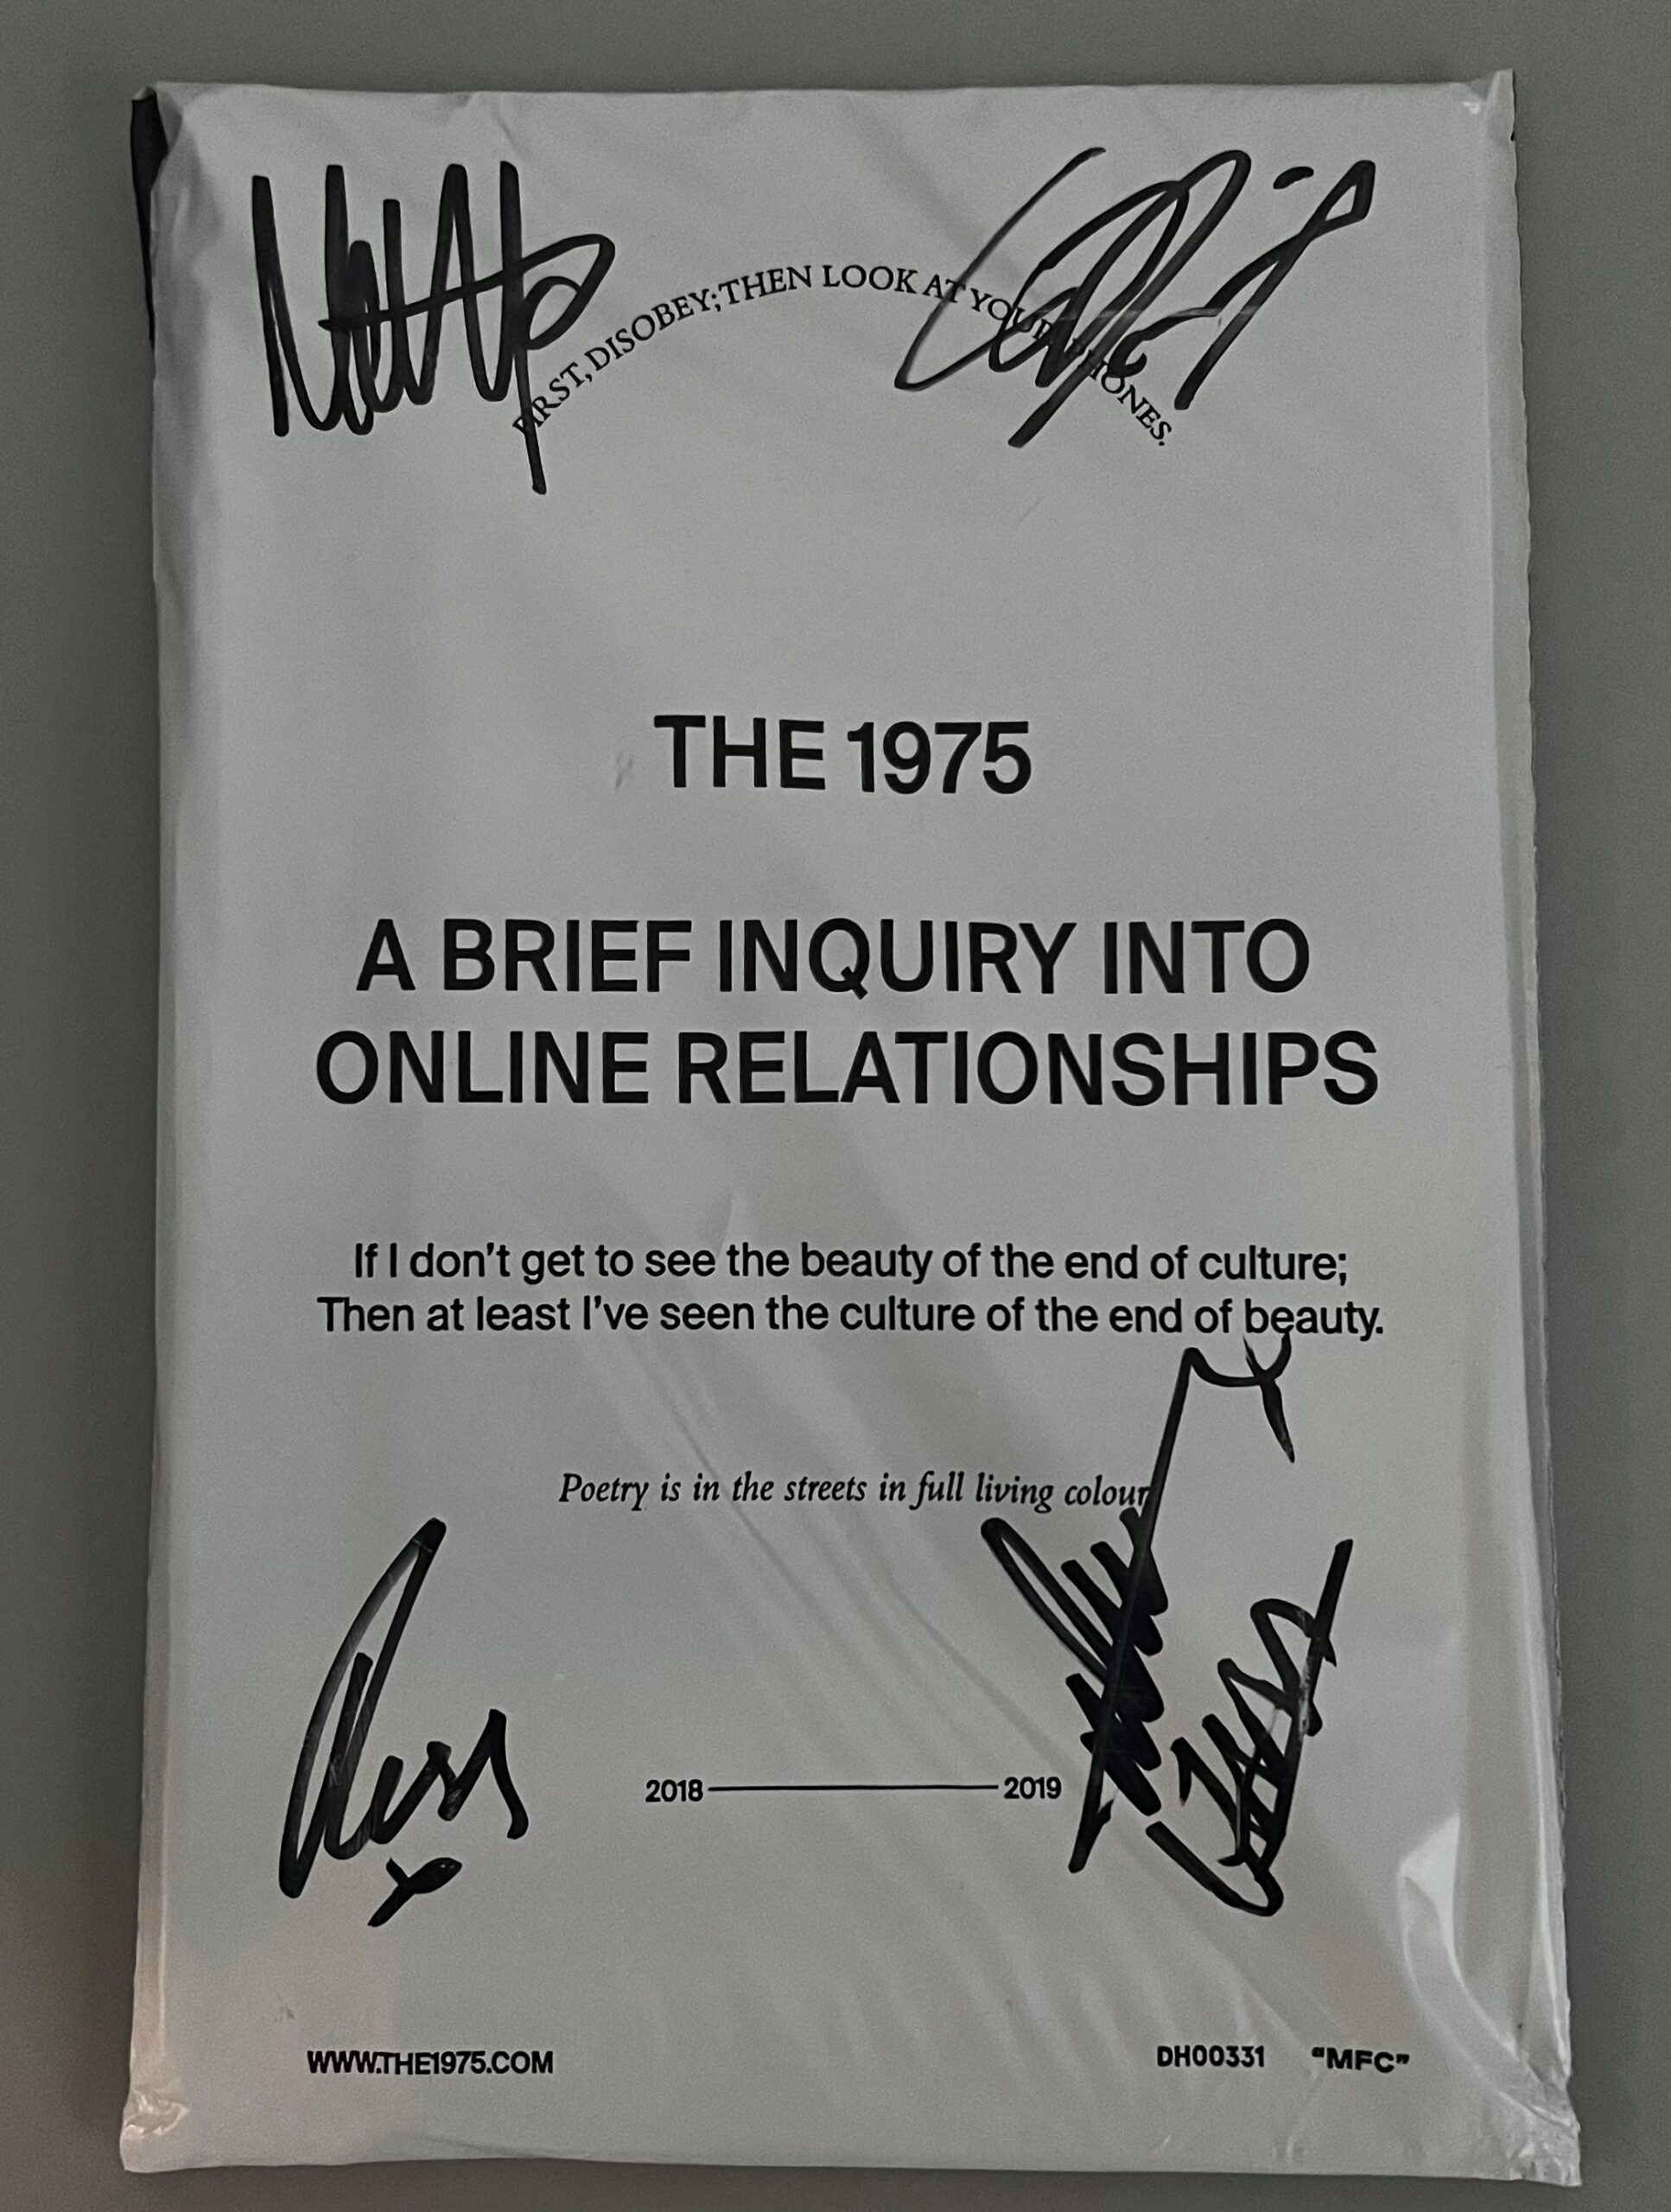 FIRST, DISOBEY; THEN LOOK AT YOUR PHONES.
THE 1975
A BRIEF INQUIRY INTO
ONLINE RELATIONSHIPS
If I don't get to see the beauty of the end of culture;
Then at least I've seen the culture of the end of beauty.
Poetry is in the streets in full living colour
2018 2019
WWW.THE1975.COM
DH00331 "MFC"